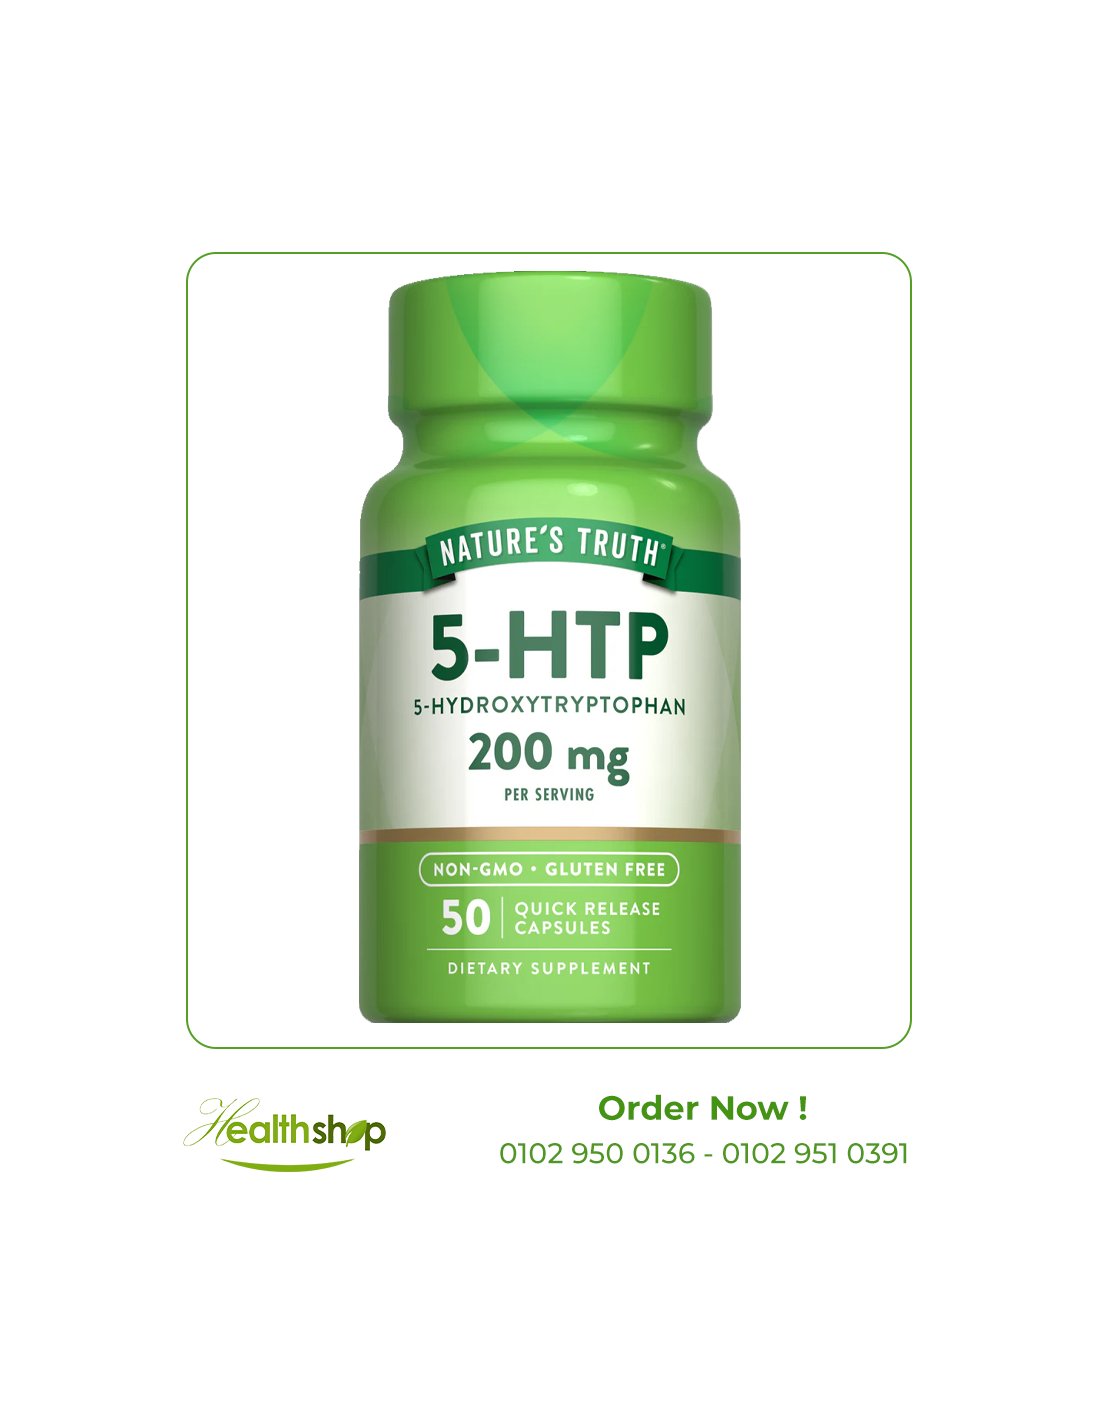 NATURE'S TRUTH®
5-HTP
5-HYDROXYTRYPTOPHAN
200 mg
PER SERVING
NON-GMO • GLUTEN FREE
50 QUICK RELEASE
CAPSULES
DIETARY SUPPLEMENT
Healthshop
Order Now !
0102 950 0136 - 0102 951 0391